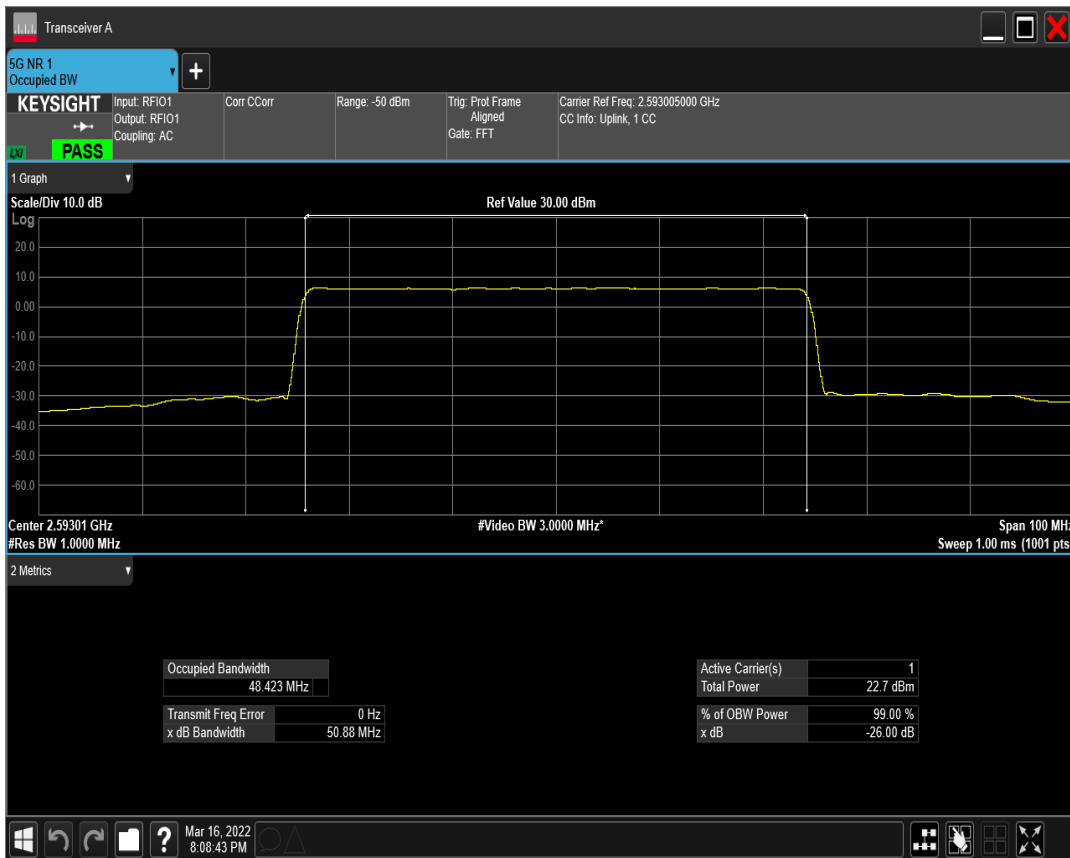 Transceiver A
5G NR 1
Occupied BW
+
KEYSIGHT
LXI
PASS
Input: RFIO1
Output: RFIO1
Coupling: AC
Corr CCorr
Range: -50 dBm
Trig: Prot Frame
Aligned
Gate: FFT
Carrier Ref Freq: 2.593005000 GHz
CC Info: Uplink, 1 CC
1 Graph
Scale/Div 10.0 dB
Ref Value 30.00 dBm
Log
20.0
10.0
0.00
-10.0
-20.0
-30.0
-40.0
-50.0
-60.0
Center 2.59301 GHz
#Video BW 3.0000 MHz*
Span 100 MHz
#Res BW 1.0000 MHz
Sweep 1.00 ms (1001 pts
2 Metrics
Occupied Bandwidth
48.423 MHz
Transmit Freq Error 0 Hz
x dB Bandwidth 50.88 MHz
Active Carrier(s) 1
Total Power 22.7 dBm
% of OBW Power 99.00 %
x dB -26.00 dB
?
Mar 16, 2022
8:08:43 PM